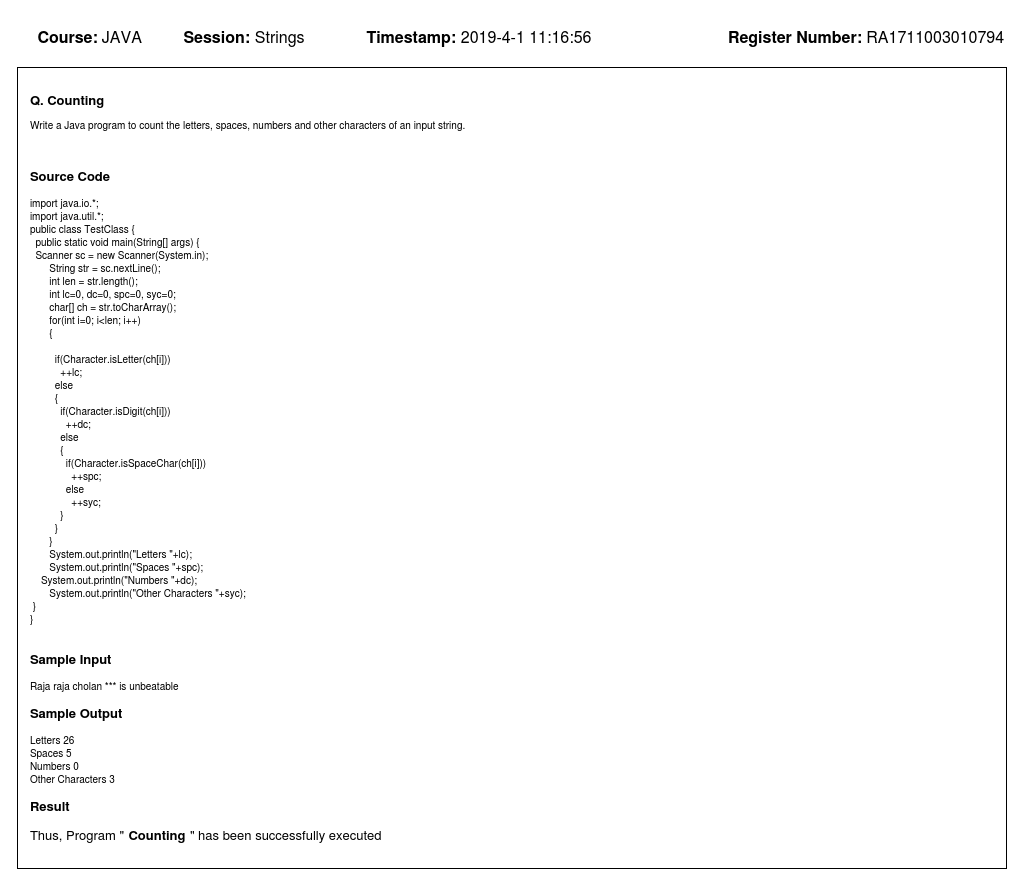 Course: JAVA Session: Strings Timestamp: 2019-4-1 11:16:56 Register Number: RA1711003010794
Q. Counting
Write a Java program to count the letters, spaces, numbers and other characters of an input string.
Source Code
import java.io.*;
import java.util.*;
public class TestClass {
  public static void main(String[] args) {
  Scanner sc = new Scanner(System.in);
       String str = sc.nextLine();
       int len = str.length();
       int lc=0, dc=0, spc=0, syc=0;
       char[] ch = str.toCharArray();
       for(int i=0; i<len; i++)
       {
         if(Character.isLetter(ch[i]))
           ++lc;
         else
         {
           if(Character.isDigit(ch[i]))
             ++dc;
           else
           {
             if(Character.isSpaceChar(ch[i]))
               ++spc;
             else
               ++syc;
           }
         }
       }
       System.out.println("Letters "+lc);
       System.out.println("Spaces "+spc);
    System.out.println("Numbers "+dc);
       System.out.println("Other Characters "+syc);
 }
}
Sample Input
Raja raja cholan *** is unbeatable
Sample Output
Letters 26
Spaces 5
Numbers 0
Other Characters 3
Result
Thus, Program " Counting " has been successfully executed